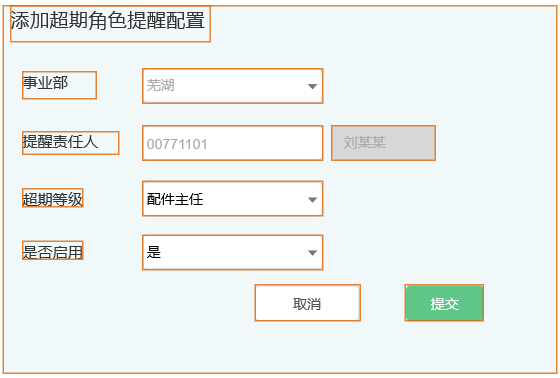 添加超期角色提醒配置
事业部 芜湖
提醒责任人 00771101 刘某某
超期等级 配件主任
是否启用 是
取消 提交